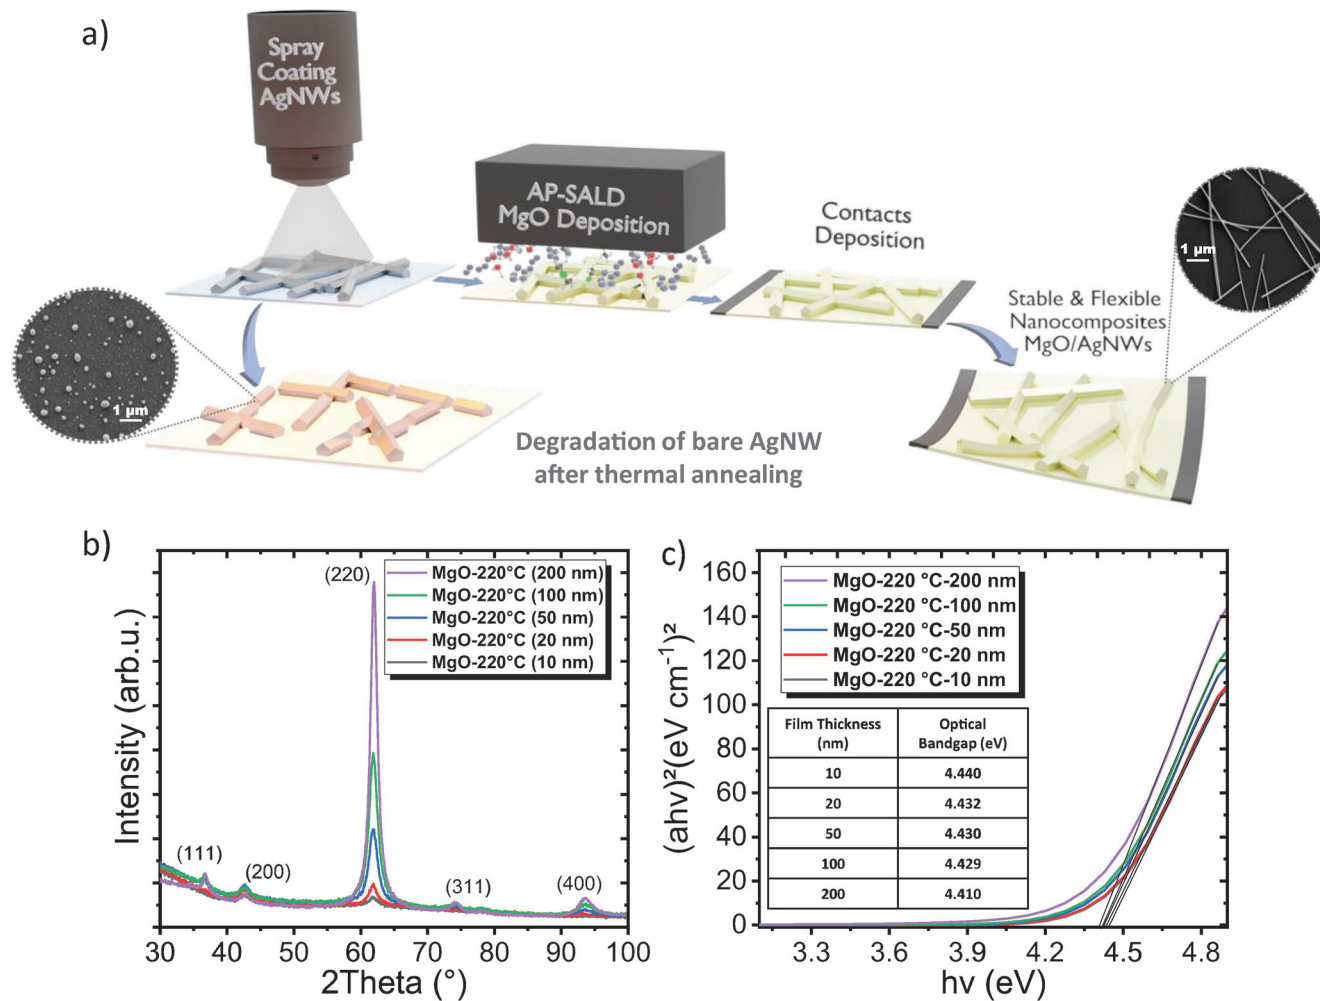 a)
Spray
Coating
AgNWs
AP-SALD
MgO Deposition
Contacts
Deposition
1 µm
Stable & Flexible
Nanocomposites
MgO/AgNWs
1 µm
Degradation of bare AgNW
after thermal annealing
b)
Intensity (arb.u.)
(220)
MgO-220°C (200 nm)
MgO-220°C (100 nm)
MgO-220°C (50 nm)
MgO-220°C (20 nm)
MgO-220°C (10 nm)
(111)
(200)
(311)
(400)
30 40 50 60 70 80 90 100
2Theta (°)
c)
(ahv)²(eV cm⁻¹)²
160
140
120
100
80
60
40
20
0
MgO-220 °C-200 nm
MgO-220 °C-100 nm
MgO-220 °C-50 nm
MgO-220 °C-20 nm
MgO-220 °C-10 nm
Film Thickness (nm) Optical Bandgap (eV)
10 4.440
20 4.432
50 4.430
100 4.429
200 4.410
3.3 3.6 3.9 4.2 4.5 4.8
hv (eV)